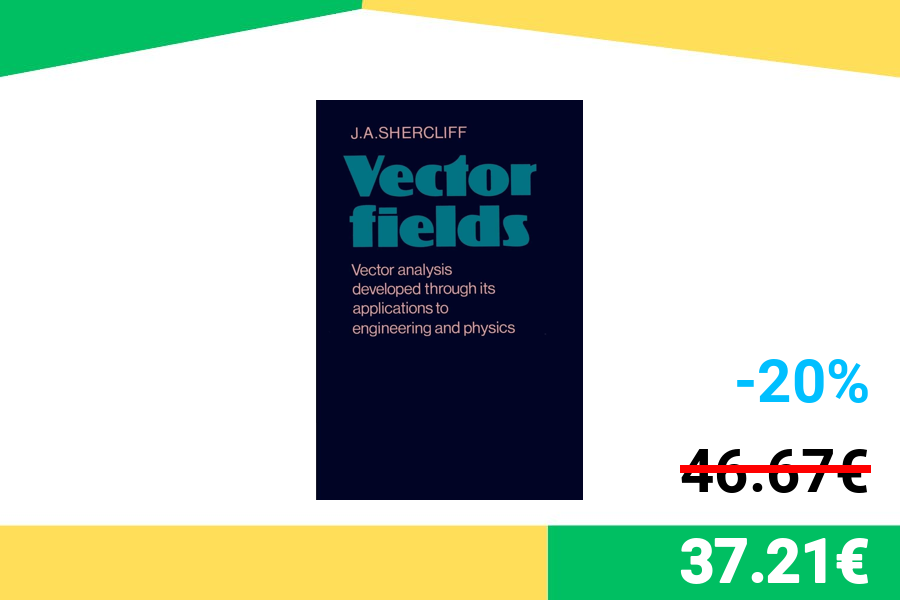 J.A.SHERCLIFF
Vector
fields
Vector analysis
developed through its
applications to
engineering and physics
-20%
46.67€
37.21€